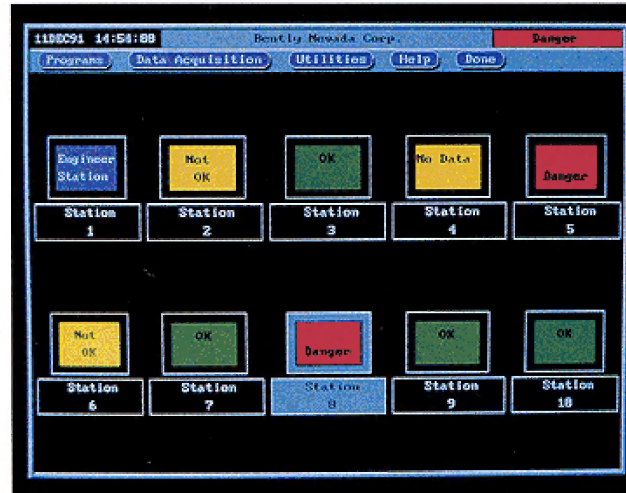 11DEC91 14:54:08 Bently Nevada Corp. Danger
Programs Data Acquisition Utilities Help Done
Engineer Not OK No Data
Station OK Danger
Station Station Station Station Station
1 2 3 4 5
Not OK OK OK
OK Danger
Station Station Station Station Station
6 7 8 9 10